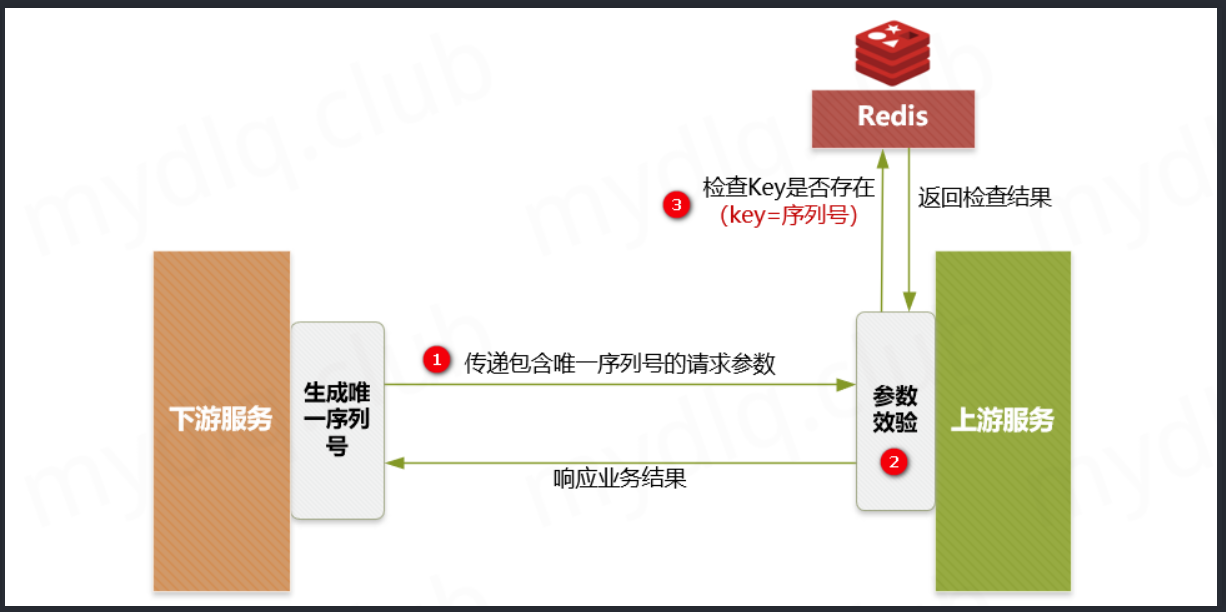 Redis
3
检查Key是否存在
(key=序列号)
返回检查结果
1
传递包含唯一序列号的请求参数
下游服务
生成唯
一序列
号
参数
效验
2
上游服务
响应业务结果
mydlq.club